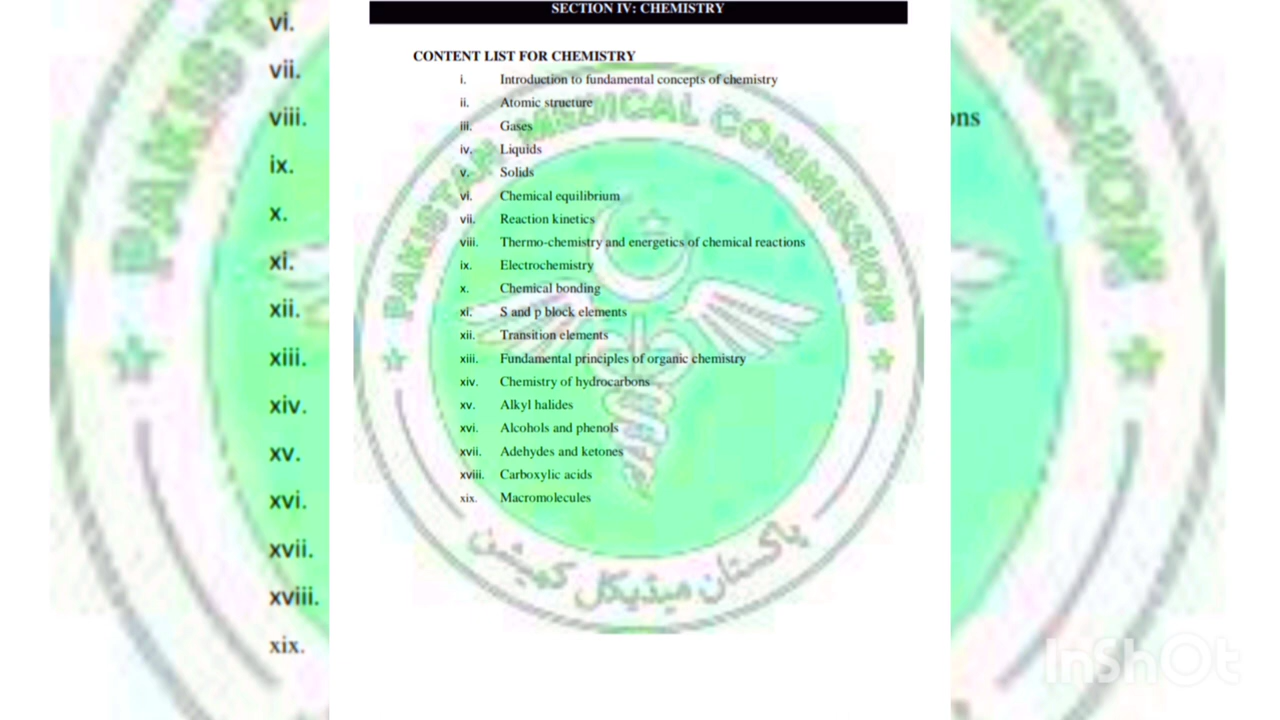 SECTION IV: CHEMISTRY
CONTENT LIST FOR CHEMISTRY
i. Introduction to fundamental concepts of chemistry
ii. Atomic structure
iii. Gases
iv. Liquids
v. Solids
vi. Chemical equilibrium
vii. Reaction kinetics
viii. Thermo-chemistry and energetics of chemical reactions
ix. Electrochemistry
x. Chemical bonding
xi. S and p block elements
xii. Transition elements
xiii. Fundamental principles of organic chemistry
xiv. Chemistry of hydrocarbons
xv. Alkyl halides
xvi. Alcohols and phenols
xvii. Adehydes and ketones
xviii. Carboxylic acids
xix. Macromolecules
PAKISTAN MEDICAL COMMISSION
پاکستان میڈیکل کمیشن
vi.
vii.
viii.
ix.
x.
xi.
xii.
xiii.
xiv.
xv.
xvi.
xvii.
xviii.
xix.
ons
InShOt